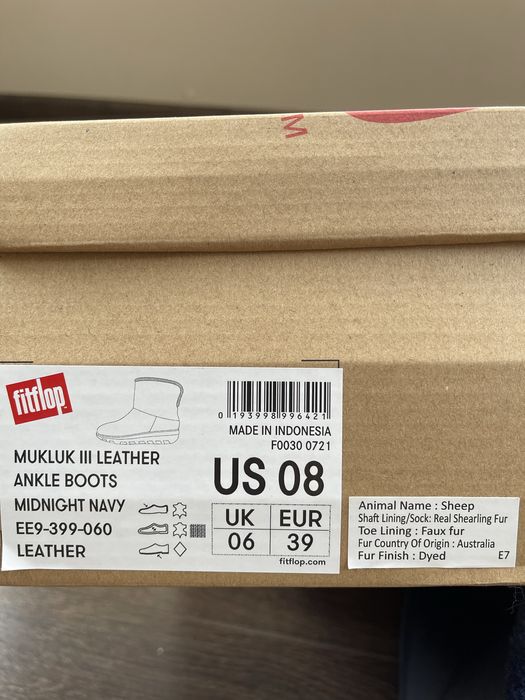 M
fitflop
0 193998 996421
MADE IN INDONESIA
F0030 0721
MUKLUK III LEATHER
ANKLE BOOTS
MIDNIGHT NAVY
EE9-399-060
LEATHER
US 08
UK EUR
06 39
fitflop.com
Animal Name : Sheep
Shaft Lining/Sock: Real Shearling Fur
Toe Lining : Faux fur
Fur Country Of Origin : Australia
Fur Finish : Dyed E7